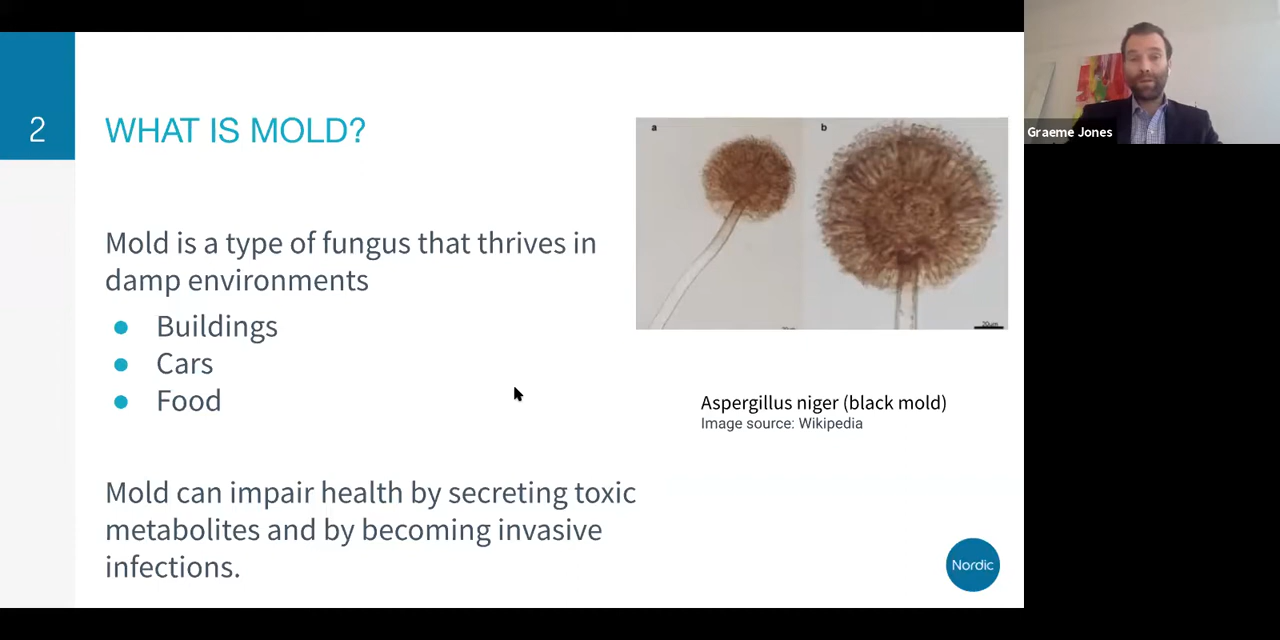 2
WHAT IS MOLD?
a
b
Mold is a type of fungus that thrives in
damp environments
● Buildings
● Cars
● Food
20µm
Aspergillus niger (black mold)
Image source: Wikipedia
Mold can impair health by secreting toxic
metabolites and by becoming invasive
infections.
Nordic
Graeme Jones